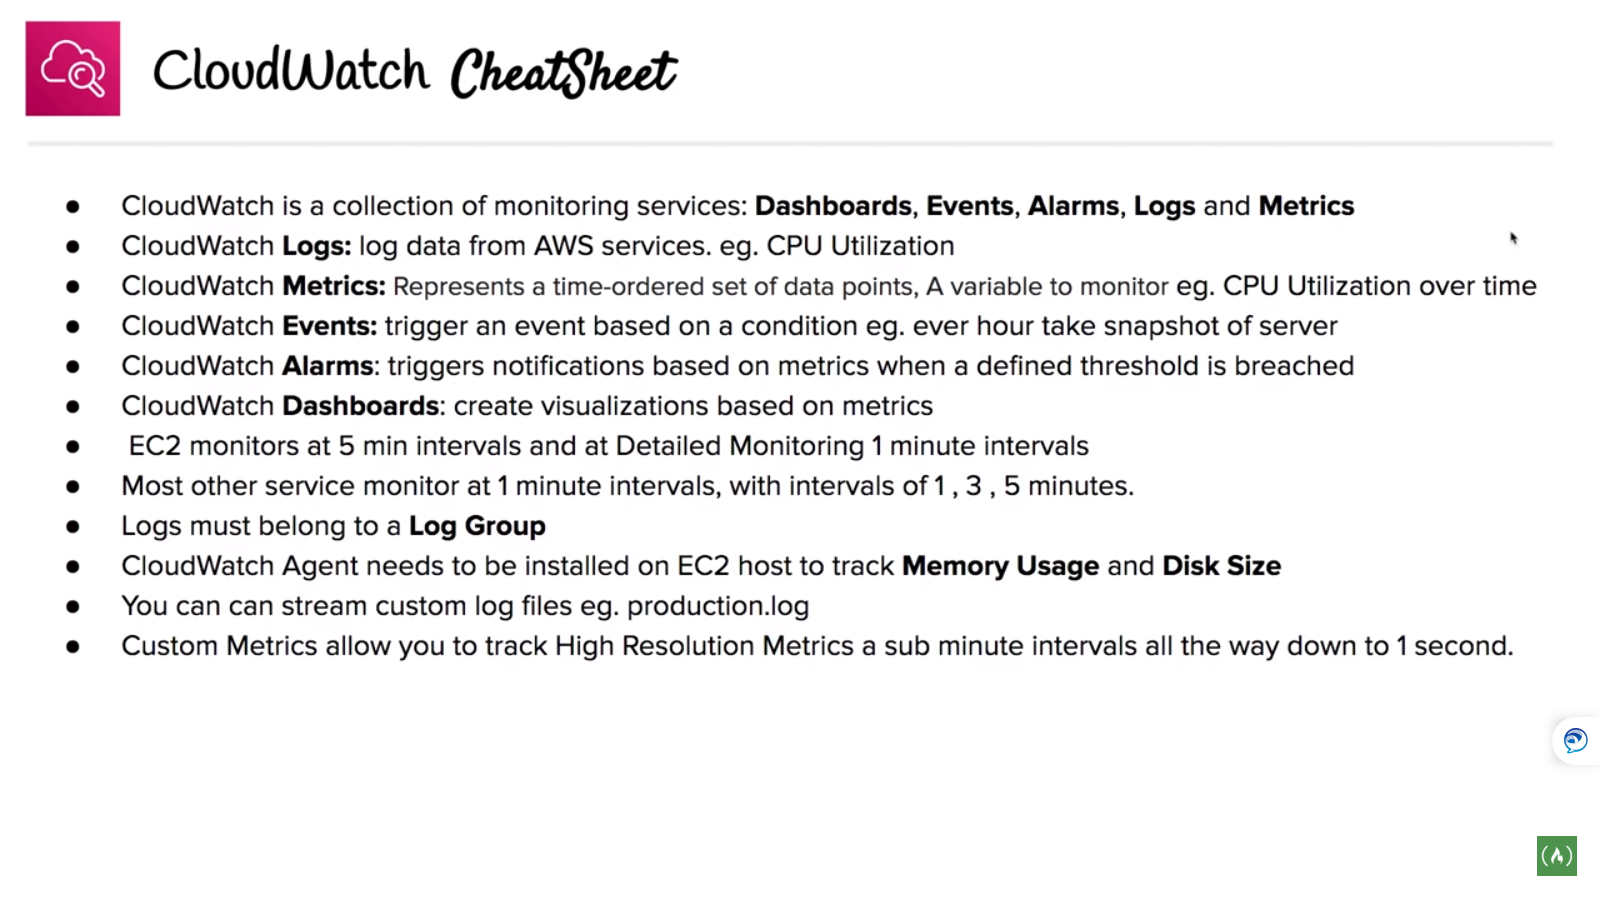 CloudWatch CheatSheet
● CloudWatch is a collection of monitoring services: Dashboards, Events, Alarms, Logs and Metrics
● CloudWatch Logs: log data from AWS services. eg. CPU Utilization
● CloudWatch Metrics: Represents a time-ordered set of data points, A variable to monitor eg. CPU Utilization over time
● CloudWatch Events: trigger an event based on a condition eg. ever hour take snapshot of server
● CloudWatch Alarms: triggers notifications based on metrics when a defined threshold is breached
● CloudWatch Dashboards: create visualizations based on metrics
● EC2 monitors at 5 min intervals and at Detailed Monitoring 1 minute intervals
● Most other service monitor at 1 minute intervals, with intervals of 1 , 3 , 5 minutes.
● Logs must belong to a Log Group
● CloudWatch Agent needs to be installed on EC2 host to track Memory Usage and Disk Size
● You can can stream custom log files eg. production.log
● Custom Metrics allow you to track High Resolution Metrics a sub minute intervals all the way down to 1 second.